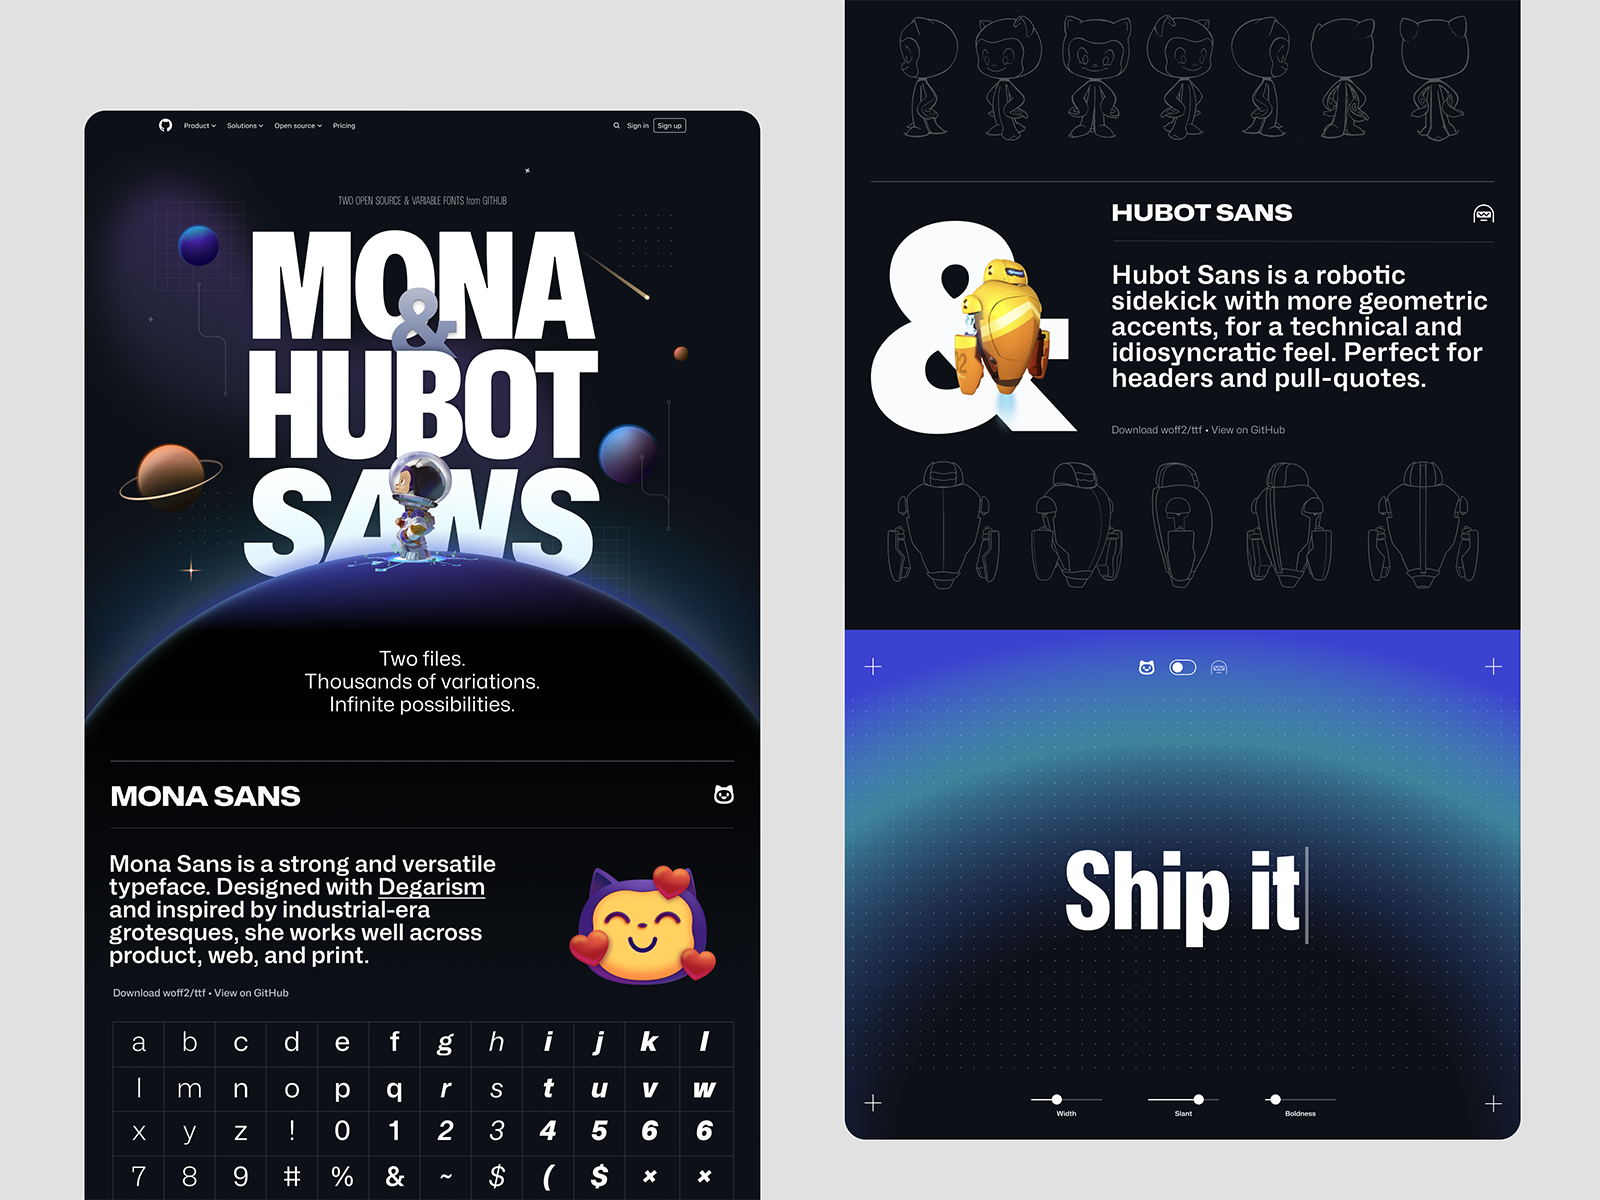 Product Solutions Open source Pricing Sign in Sign up
TWO OPEN SOURCE & VARIABLE FONTS from GITHUB
MONA
&
HUBOT
SANS
Two files.
Thousands of variations.
Infinite possibilities.
MONA SANS
Mona Sans is a strong and versatile
typeface. Designed with Degarism
and inspired by industrial-era
grotesques, she works well across
product, web, and print.
Download woff2/ttf • View on GitHub
a b c d e f g h i j k l
l m n o p q r s t u v w
x y z ! 0 1 2 3 4 5 6 6
7 8 9 # % & ~ $ ( $ × ×
HUBOT SANS
&
Hubot Sans is a robotic
sidekick with more geometric
accents, for a technical and
idiosyncratic feel. Perfect for
headers and pull-quotes.
Download woff2/ttf • View on GitHub
Ship it
Width Slant Boldness